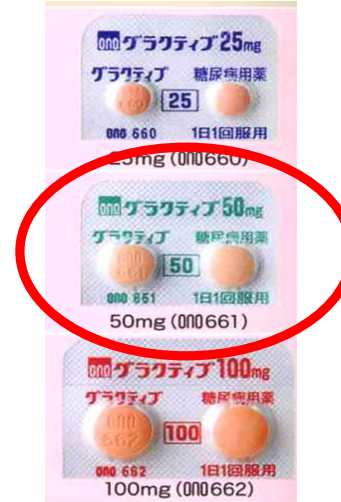 ono グラクティブ 25mg
グラクティブ 糖尿病用薬
ono 660 25
ono 660 1日1回服用
25mg (ono660)
ono グラクティブ 50mg
グラクティブ 糖尿病用薬
ono 661 50
ono 661 1日1回服用
50mg (ono661)
ono グラクティブ 100mg
グラクティブ 糖尿病用薬
ono 662 100
ono 662 1日1回服用
100mg (ono662)